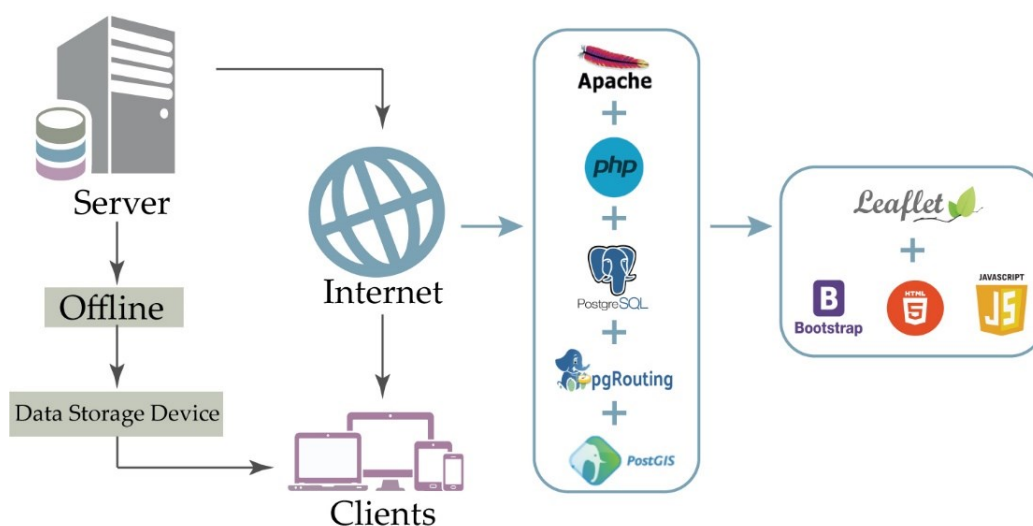 Server
Offline
Data Storage Device
Internet
Clients
Apache
+
php
+
PostgreSQL
+
pgRouting
+
PostGIS
Leaflet
+
B
Bootstrap
HTML
5
JAVASCRIPT
JS